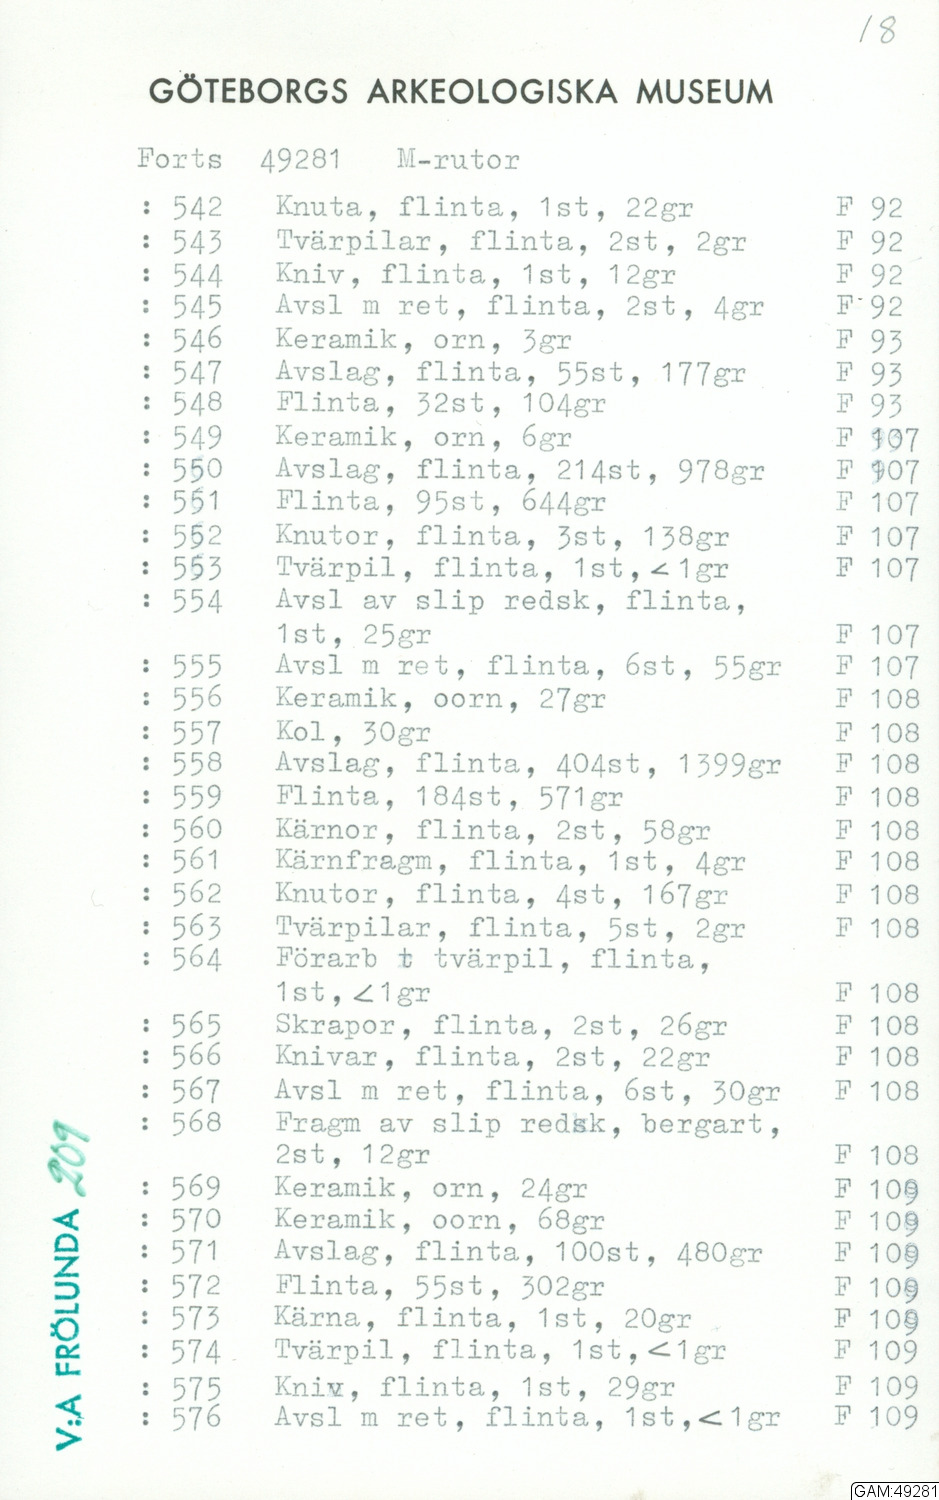 18
GÖTEBORGS ARKEOLOGISKA MUSEUM
Forts 49281 M-rutor
: 542 Knuta, flinta, 1st, 22gr F 92
: 543 Tvärpilar, flinta, 2st, 2gr F 92
: 544 Kniv, flinta, 1st, 12gr F 92
: 545 Avsl m ret, flinta, 2st, 4gr F 92
: 546 Keramik, orn, 3gr F 93
: 547 Avslag, flinta, 55st, 177gr F 93
: 548 Flinta, 32st, 104gr F 93
: 549 Keramik, orn, 6gr F 107
: 550 Avslag, flinta, 214st, 978gr F 107
: 551 Flinta, 95st, 644gr F 107
: 552 Knutor, flinta, 3st, 138gr F 107
: 553 Tvärpil, flinta, 1st,<1gr F 107
: 554 Avsl av slip redsk, flinta,
1st, 25gr F 107
: 555 Avsl m ret, flinta, 6st, 55gr F 107
: 556 Keramik, oorn, 27gr F 108
: 557 Kol, 30gr F 108
: 558 Avslag, flinta, 404st, 1399gr F 108
: 559 Flinta, 184st, 571gr F 108
: 560 Kärnor, flinta, 2st, 58gr F 108
: 561 Kärnfragm, flinta, 1st, 4gr F 108
: 562 Knutor, flinta, 4st, 167gr F 108
: 563 Tvärpilar, flinta, 5st, 2gr F 108
: 564 Förarb t tvärpil, flinta,
1st,<1gr F 108
: 565 Skrapor, flinta, 2st, 26gr F 108
: 566 Knivar, flinta, 2st, 22gr F 108
: 567 Avsl m ret, flinta, 6st, 30gr F 108
: 568 Fragm av slip redsk, bergart,
2st, 12gr F 108
: 569 Keramik, orn, 24gr F 109
: 570 Keramik, oorn, 68gr F 109
: 571 Avslag, flinta, 100st, 480gr F 109
: 572 Flinta, 55st, 302gr F 109
: 573 Kärna, flinta, 1st, 20gr F 109
: 574 Tvärpil, flinta, 1st,<1gr F 109
: 575 Kniv, flinta, 1st, 29gr F 109
: 576 Avsl m ret, flinta, 1st,<1gr F 109
V:A FRÖLUNDA 209
GAM:49281